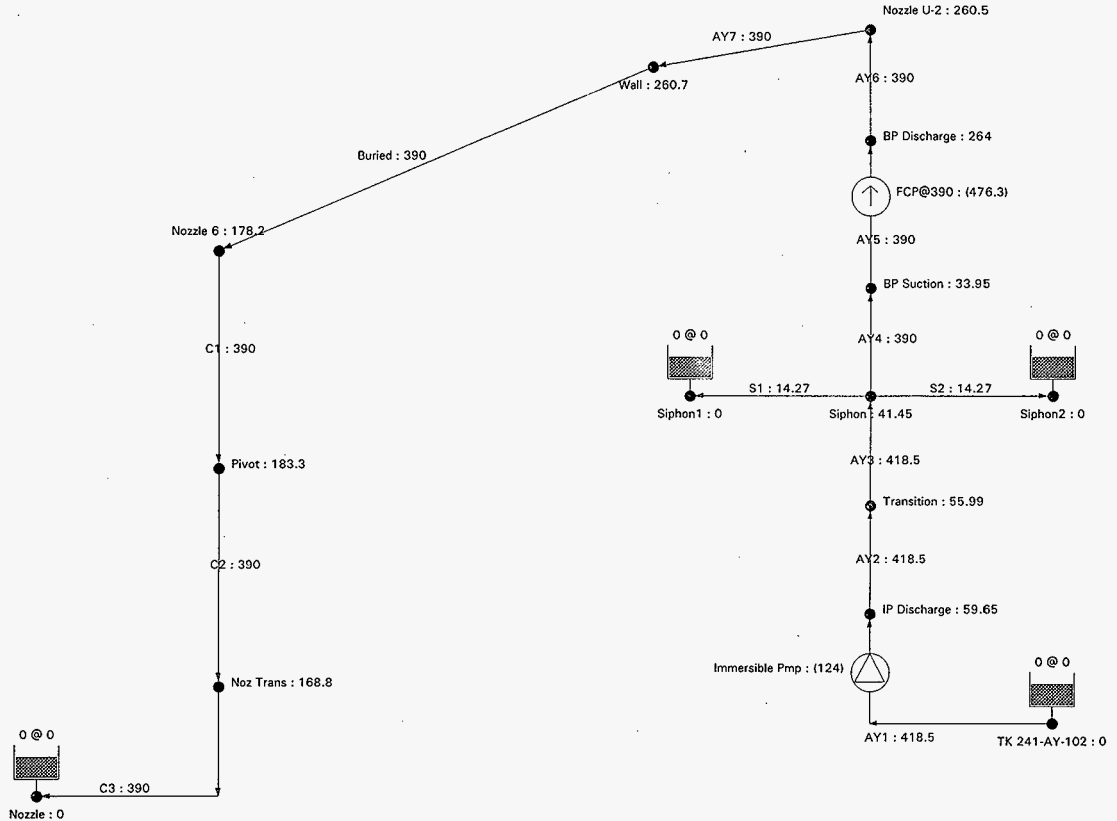 Nozzle U-2 : 260.5
AY7 : 390
Wall : 260.7
AY6 : 390
BP Discharge : 264
Buried : 390
FCP@390 : (476.3)
Nozzle 6 : 178.2
AY5 : 390
BP Suction : 33.95
0 @ 0
0 @ 0
C1 : 390
AY4 : 390
S1 : 14.27
S2 : 14.27
Siphon1 : 0
Siphon : 41.45
Siphon2 : 0
Pivot : 183.3
AY3 : 418.5
Transition : 55.99
C2 : 390
AY2 : 418.5
IP Discharge : 59.65
Immersible Pmp : (124)
0 @ 0
Noz Trans : 168.8
0 @ 0
AY1 : 418.5
TK 241-AY-102 : 0
C3 : 390
Nozzle : 0